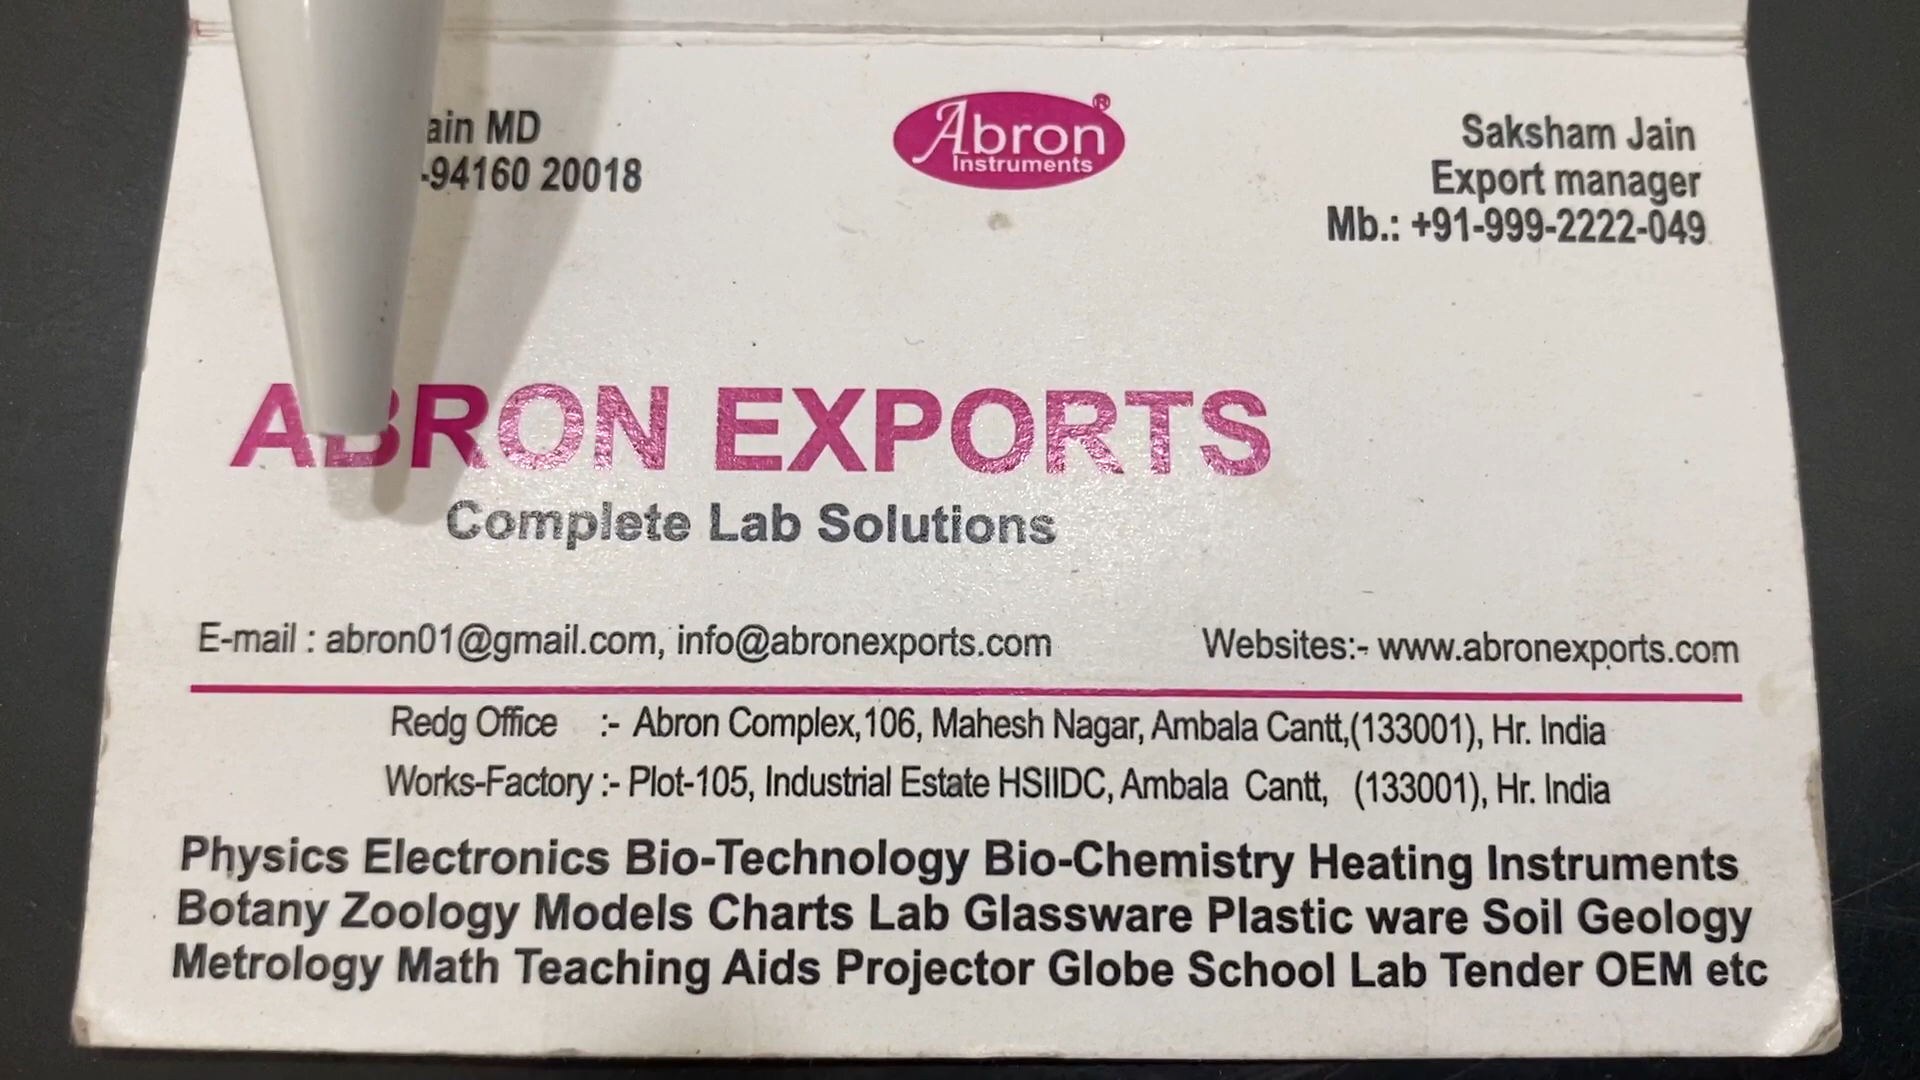 MD
-94160 20018
Abron®
Instruments
Saksham Jain
Export manager
Mb.: +91-999-2222-049
ABRON EXPORTS
Complete Lab Solutions
E-mail : abron01@gmail.com, info@abronexports.com
Websites:- www.abronexports.com
Redg Office :- Abron Complex,106, Mahesh Nagar, Ambala Cantt,(133001), Hr. India
Works-Factory :- Plot-105, Industrial Estate HSIIDC, Ambala Cantt, (133001), Hr. India
Physics Electronics Bio-Technology Bio-Chemistry Heating Instruments
Botany Zoology Models Charts Lab Glassware Plastic ware Soil Geology
Metrology Math Teaching Aids Projector Globe School Lab Tender OEM etc